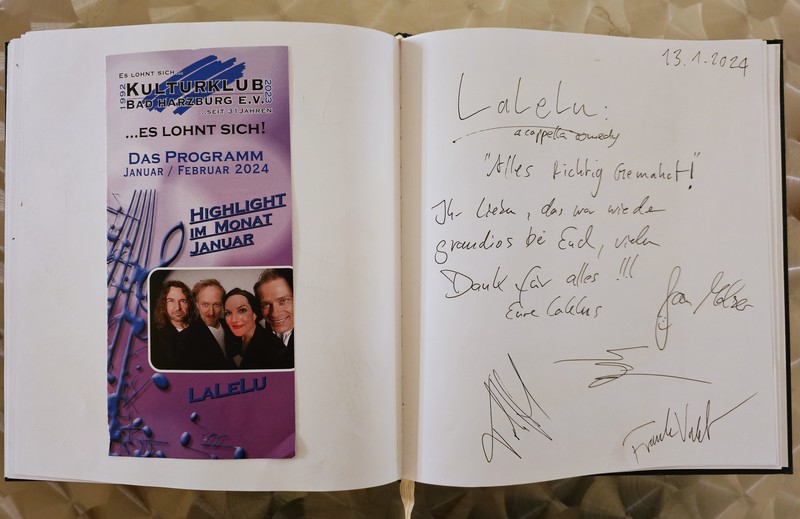 Es lohnt sich...
1992
Kulturklub
Bad Harzburg e.V.
2023
...seit 31 Jahren
...Es lohnt sich!
Das Programm
Januar / Februar 2024
Highlight
im Monat
Januar
LaLeLu
13.1.2024
LaLeLu:
a cappella comedy
"Alles richtig Gemacht!"
Ihr Lieben, das war wieder
grandios bei Euch, vielen
Dank für alles !!!
Eure Lalelus